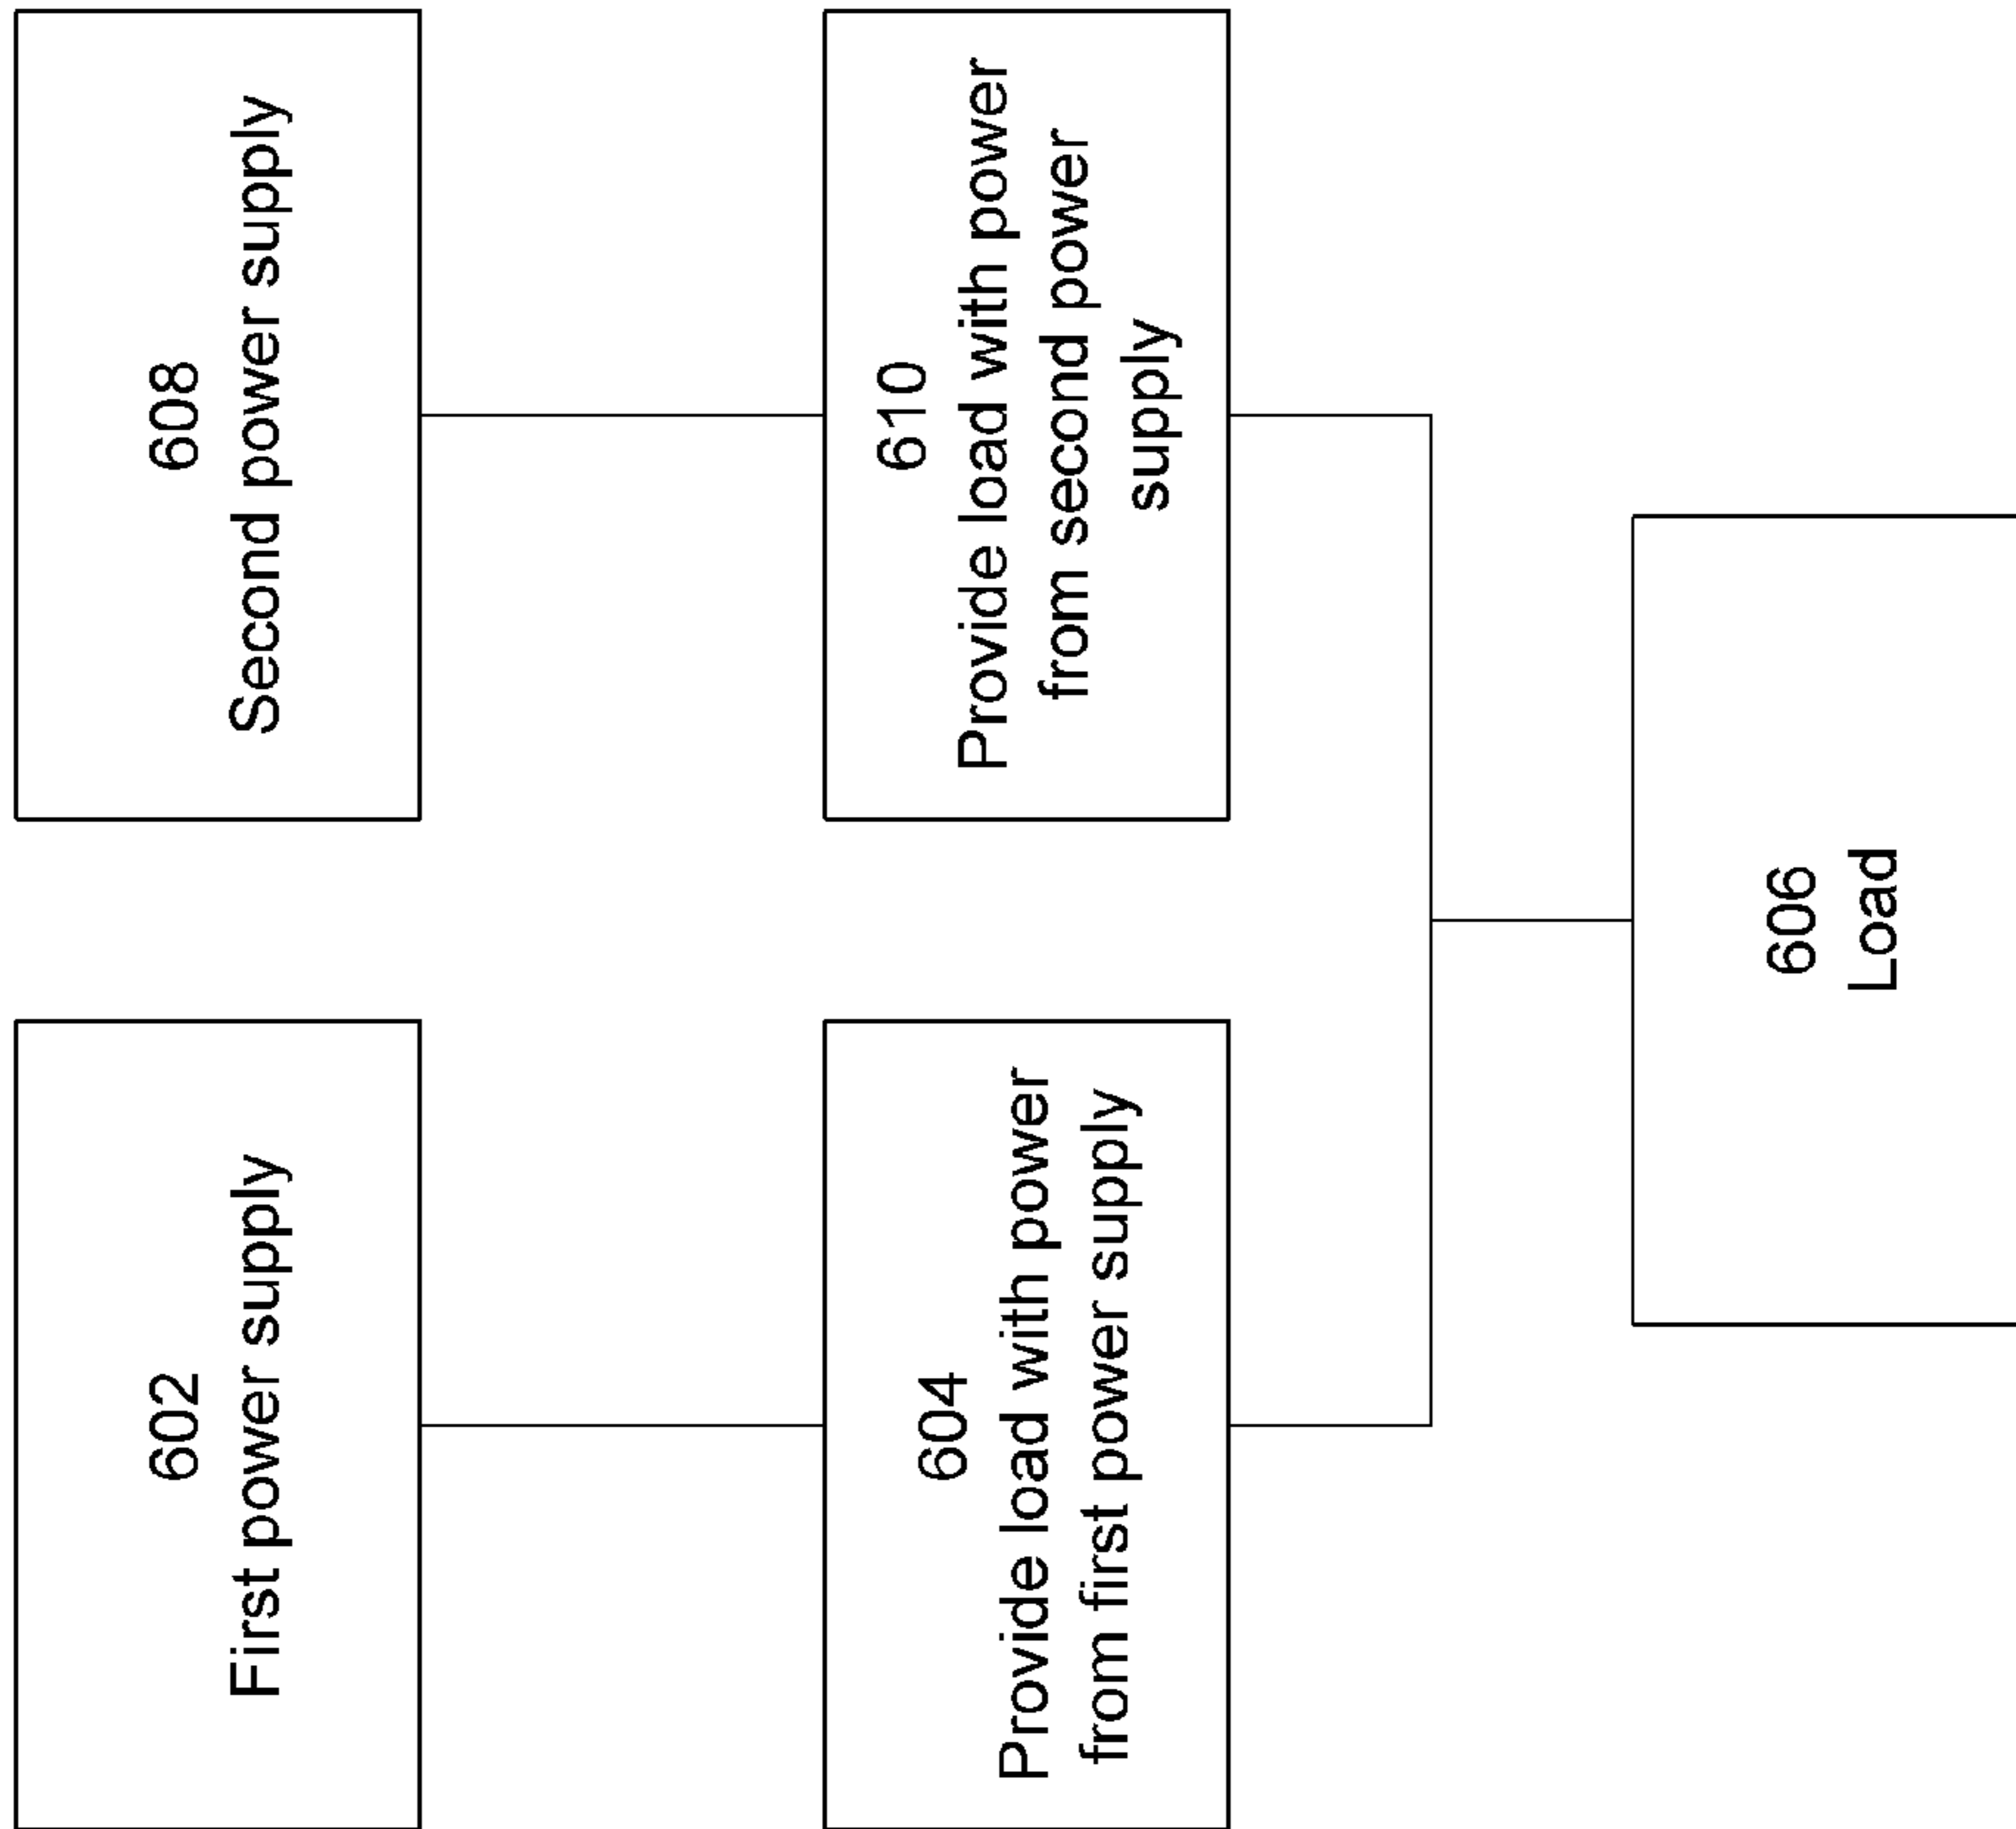 602
First power supply
608
Second power supply
604
Provide load with power
from first power supply
610
Provide load with power
from second power
supply
606
Load